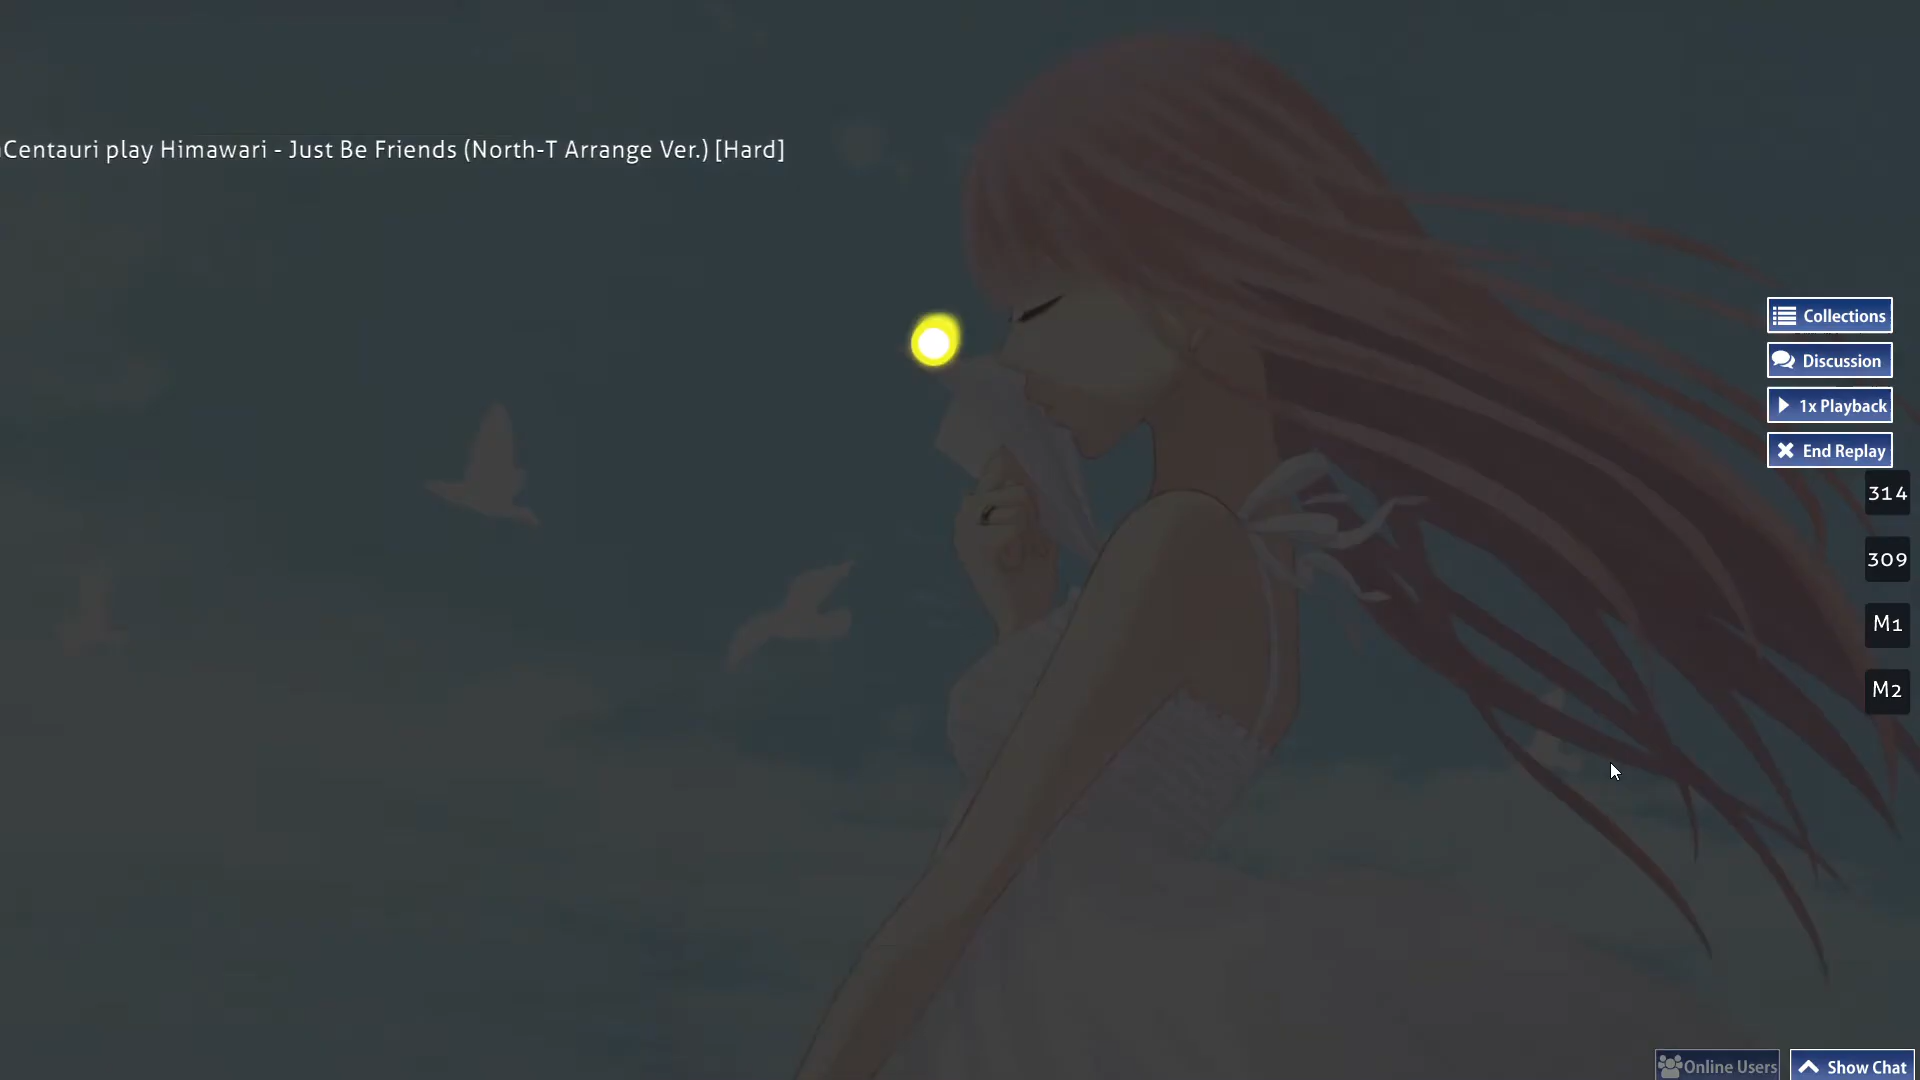 Centauri play Himawari - Just Be Friends (North-T Arrange Ver.) [Hard]
Collections
Discussion
1x Playback
End Replay
314
309
M1
M2
Online Users
Show Chat